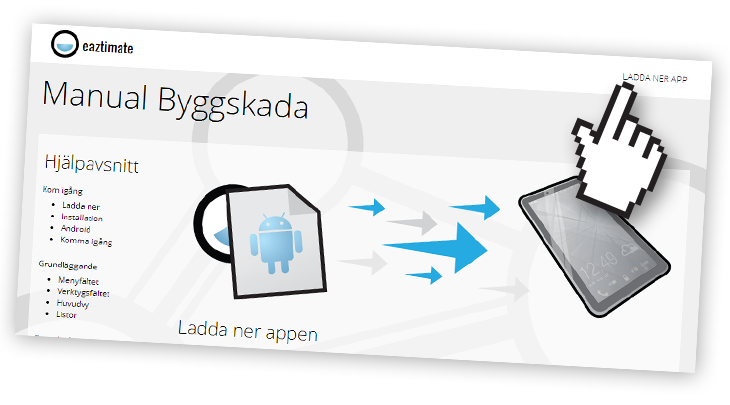 eaztimate
LADDA NER APP
Manual Byggskada
Hjälpavsnitt
Kom igång
Ladda ner
Installation
Android
Komma igång
Grundläggande
Menyfältet
Verktygsfältet
Huvudvy
Listor
12:49
Ladda ner appen